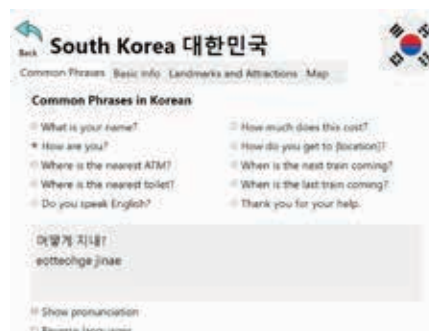 Back
South Korea 대한민국
Common Phrases Basic Info Landmarks and Attractions Map
Common Phrases in Korean
What is your name?
How are you?
Where is the nearest ATM?
Where is the nearest toilet?
Do you speak English?
How much does this cost?
How do you get to [location]?
When is the next train coming?
When is the last train coming?
Thank you for your help.
어떻게 지내?
eotteohge jinae
Show pronunciation
Reverse languages